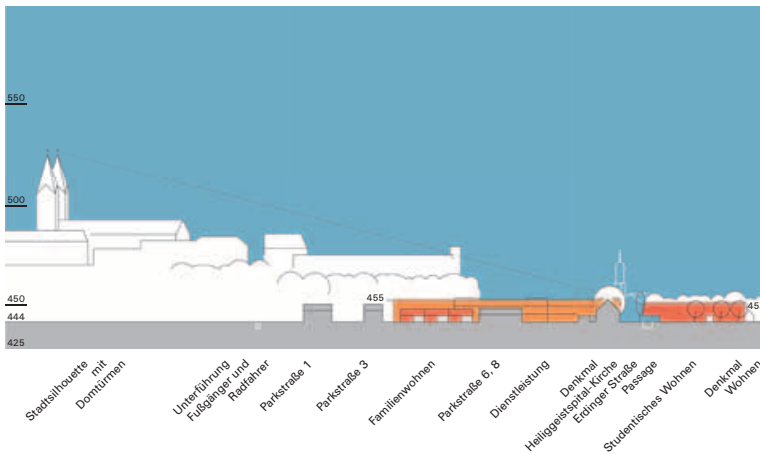 550
500
450
444
425
455
45
Stadtsilhouette mit
Domtürmen
Unterführung
Fußgänger und
Radfahrer
Parkstraße 1
Parkstraße 3
Familienwohnen
Parkstraße 6, 8
Dienstleistung
Denkmal
Heiliggeistspital-Kirche
Erdinger Straße
Passage
Studentisches Wohnen
Denkmal
Wohnen